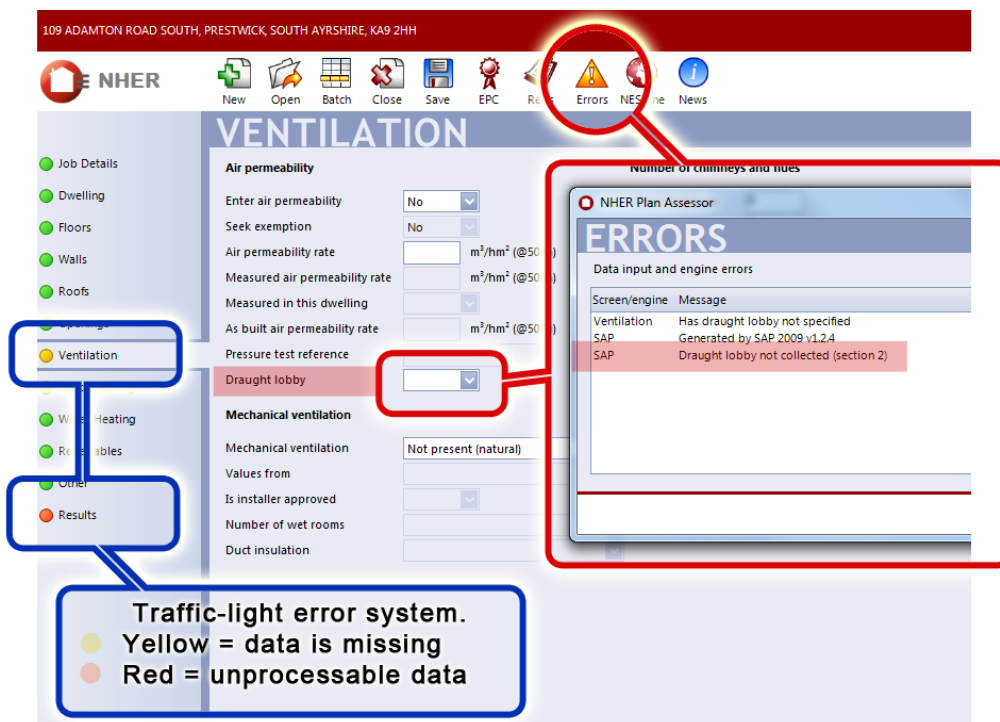 109 ADAMTON ROAD SOUTH, PRESTWICK, SOUTH AYRSHIRE, KA9 2HH
NHER
New Open Batch Close Save EPC Errors News
VENTILATION
Job Details
Dwelling
Floors
Walls
Roofs
Ventilation
Heating
Other
Results
Air permeability
Enter air permeability No
Seek exemption No
Air permeability rate m³/hm² (@50
Measured air permeability rate m³/hm² (@50
Measured in this dwelling
As built air permeability rate m³/hm² (@50
Pressure test reference
Draught lobby
Mechanical ventilation
Mechanical ventilation Not present (natural)
Values from
Is installer approved
Number of wet rooms
Duct insulation
Number of chimneys and flues
NHER Plan Assessor
ERRORS
Data input and engine errors
Screen/engine Message
Ventilation Has draught lobby not specified
SAP Generated by SAP 2009 v1.2.4
SAP Draught lobby not collected (section 2)
Traffic-light error system.
Yellow = data is missing
Red = unprocessable data